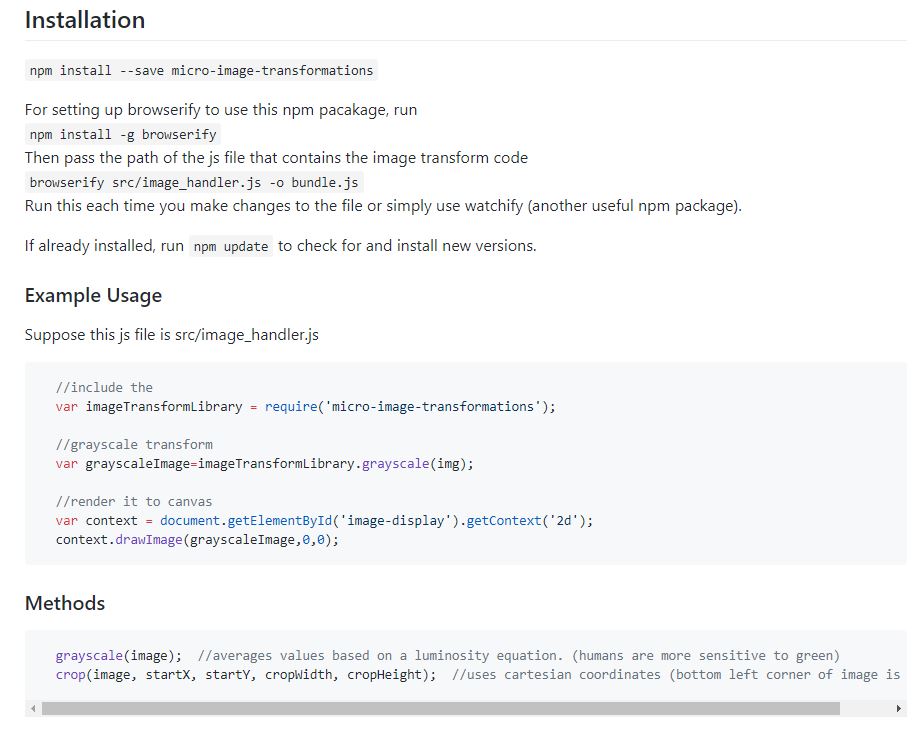 Installation
npm install --save micro-image-transformations
For setting up browserify to use this npm pacakage, run
npm install -g browserify
Then pass the path of the js file that contains the image transform code
browserify src/image_handler.js -o bundle.js
Run this each time you make changes to the file or simply use watchify (another useful npm package).
If already installed, run npm update to check for and install new versions.
Example Usage
Suppose this js file is src/image_handler.js
//include the
var imageTransformLibrary = require('micro-image-transformations');
//grayscale transform
var grayscaleImage=imageTransformLibrary.grayscale(img);
//render it to canvas
var context = document.getElementById('image-display').getContext('2d');
context.drawImage(grayscaleImage,0,0);
Methods
grayscale(image);  //averages values based on a luminosity equation. (humans are more sensitive to green)
crop(image, startX, startY, cropWidth, cropHeight);  //uses cartesian coordinates (bottom left corner of image is